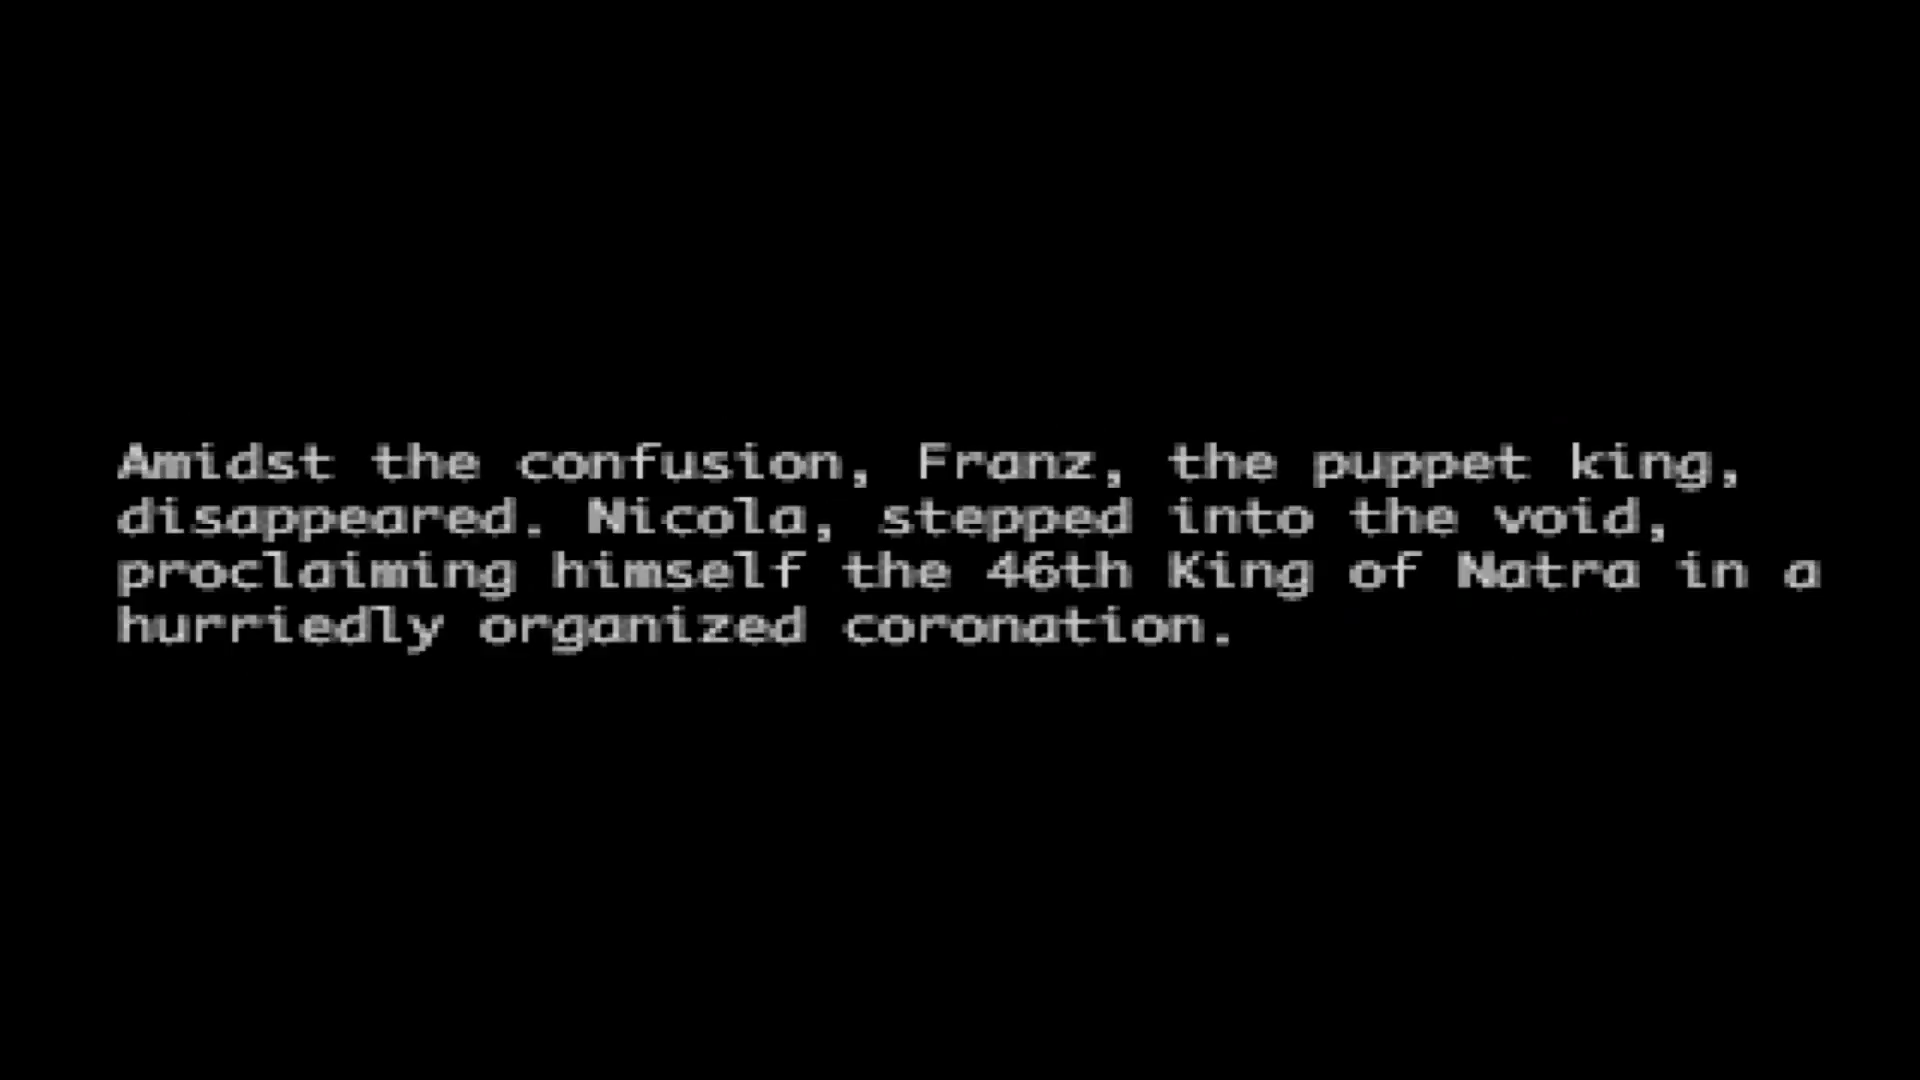 Amidst the confusion, Franz, the puppet king,
disappeared. Nicola, stepped into the void,
proclaiming himself the 46th King of Natra in a
hurriedly organized coronation.